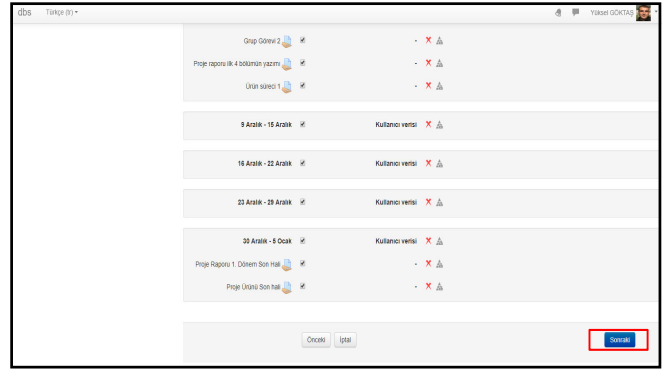 dbs Türkçe (tr) Yüksel GÖKTAŞ
Grup Görevi 2 -
Proje raporu ilk 4 bölümün yazımı -
Ürün süreci 1 -
9 Aralık - 15 Aralık Kullanıcı verisi
16 Aralık - 22 Aralık Kullanıcı verisi
23 Aralık - 29 Aralık Kullanıcı verisi
30 Aralık - 5 Ocak Kullanıcı verisi
Proje Raporu 1. Dönem Son Hali -
Proje Ürünü Son hali -
Önceki İptal Sonraki